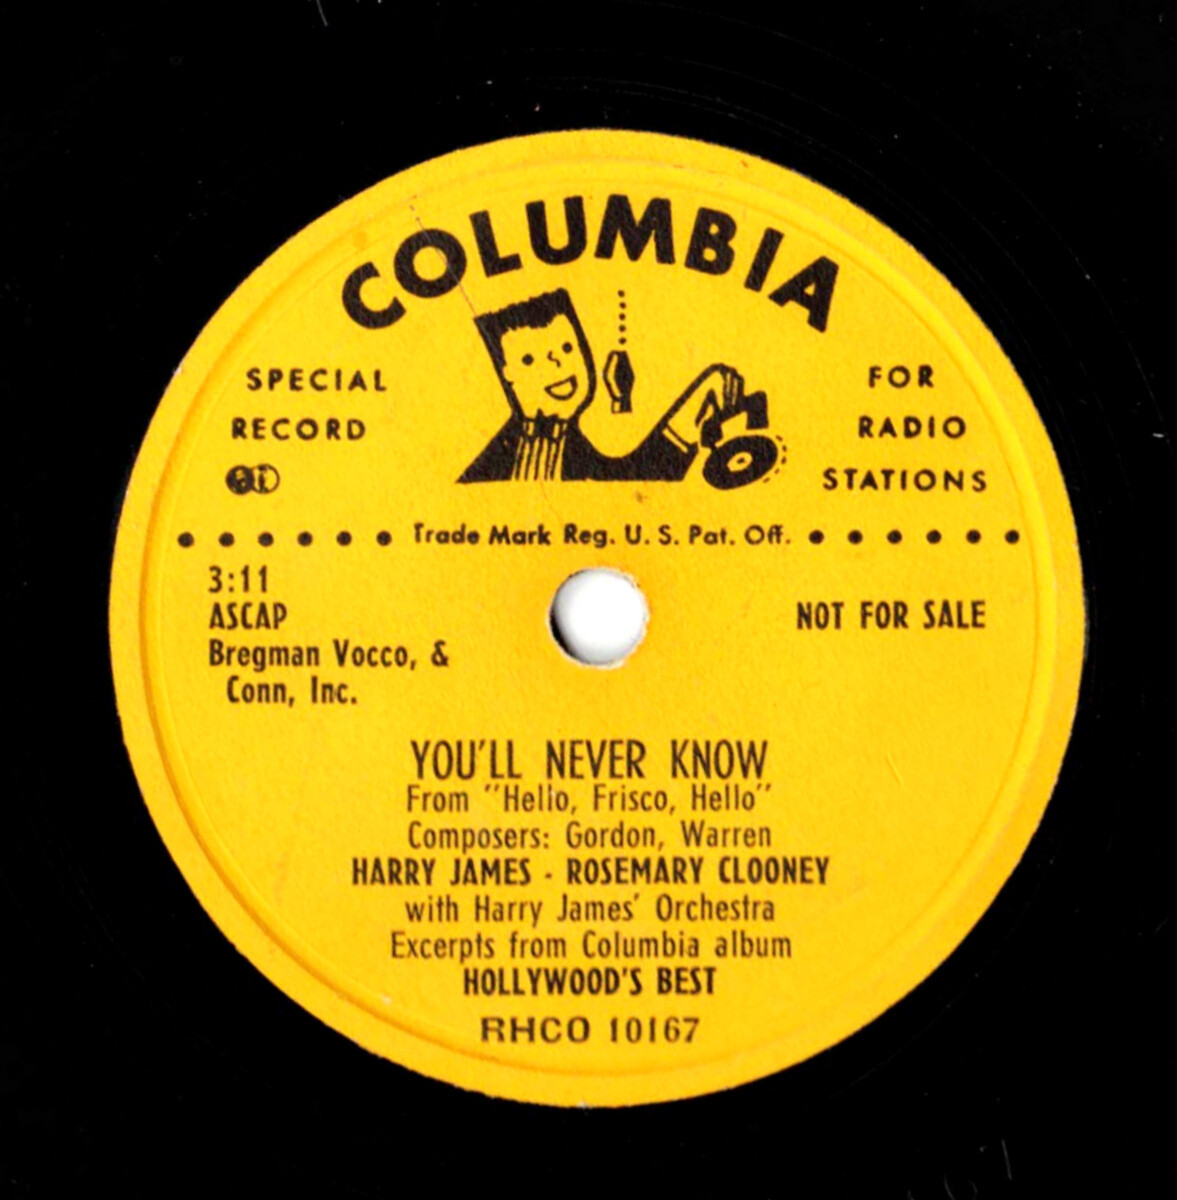 COLUMBIA
SPECIAL
RECORD
FOR
RADIO
STATIONS
Trade Mark Reg. U. S. Pat. Off.
3:11
ASCAP
Bregman Vocco, &
Conn, Inc.
NOT FOR SALE
YOU'LL NEVER KNOW
From "Hello, Frisco, Hello"
Composers: Gordon, Warren
HARRY JAMES - ROSEMARY CLOONEY
with Harry James' Orchestra
Excerpts from Columbia album
HOLLYWOOD'S BEST
RHCO 10167